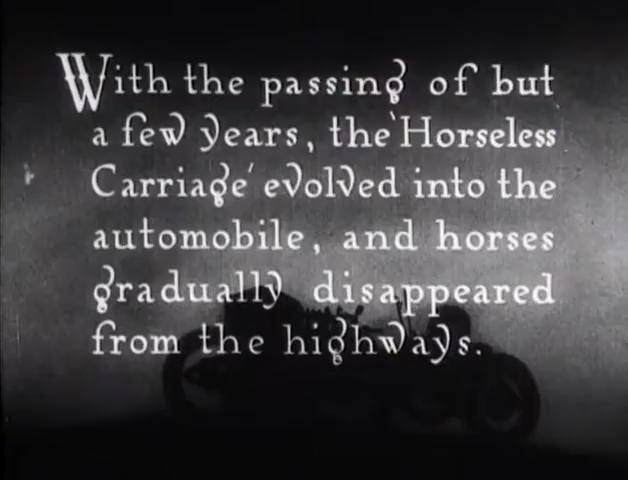 With the passing of but
a few years, the 'Horseless
Carriage' evolved into the
automobile, and horses
gradually disappeared
from the highways.